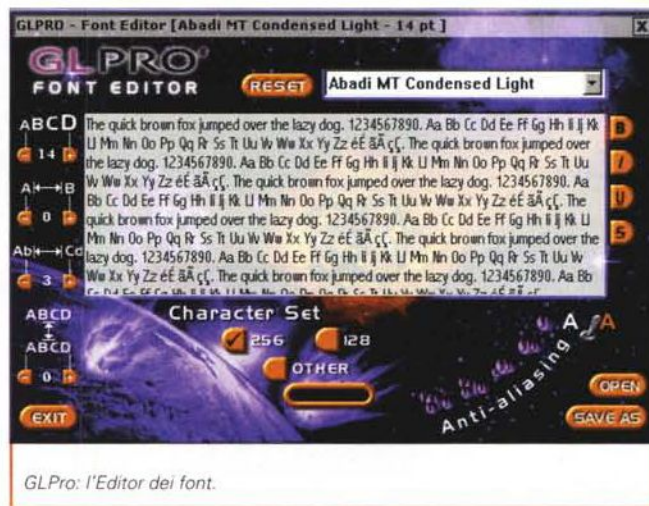 GLPRO - Font Editor [Abadi MT Condensed Light - 14 pt ]
X
GLPRO
FONT EDITOR
RESET
Abadi MT Condensed Light
ABCD
14
A B
0
Ab Cd
3
ABCD
ABCD
0
EXIT
The quick brown fox jumped over the lazy dog. 1234567890. Aa Bb Cc Dd Ee Ff Gg Hh Ii Jj Kk
Ll Mm Nn Oo Pp Qq Rr Ss Tt Uu Vv Ww Xx Yy Zz éÉ ãÃ çÇ. The quick brown fox jumped over
the lazy dog. 1234567890. Aa Bb Cc Dd Ee Ff Gg Hh Ii Jj Kk Ll Mm Nn Oo Pp Qq Rr Ss Tt Uu
Vv Ww Xx Yy Zz éÉ ãÃ çÇ. The quick brown fox jumped over the lazy dog. 1234567890. Aa
Bb Cc Dd Ee Ff Gg Hh Ii Jj Kk Ll Mm Nn Oo Pp Qq Rr Ss Tt Uu Vv Ww Xx Yy Zz éÉ ãÃ çÇ. The
quick brown fox jumped over the lazy dog. 1234567890. Aa Bb Cc Dd Ee Ff Gg Hh Ii Jj Kk Ll
Mm Nn Oo Pp Qq Rr Ss Tt Uu Vv Ww Xx Yy Zz éÉ ãÃ çÇ. The quick brown fox jumped over the
lazy dog. 1234567890. Aa Bb Cc Dd Ee Ff Gg Hh Ii Jj Kk Ll Mm Nn Oo Pp Qq Rr Ss Tt Uu Vv
Ww Xx Yy Zz éÉ ãÃ çÇ. The quick brown fox jumped over the lazy dog. 1234567890. Aa Bb
B
I
U
S
Character Set
256
128
OTHER
A A
Anti-aliasing
OPEN
SAVE AS
GLPro: l'Editor dei font.